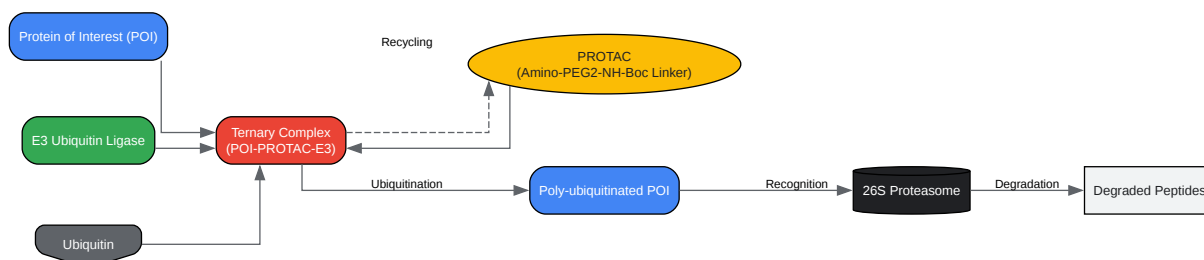 Protein of Interest (POI)
Recycling
PROTAC
(Amino-PEG2-NH-Boc Linker)
E3 Ubiquitin Ligase
Ternary Complex
(POI-PROTAC-E3)
Ubiquitination
Poly-ubiquitinated POI
Recognition
26S Proteasome
Degradation
Degraded Peptides
Ubiquitin